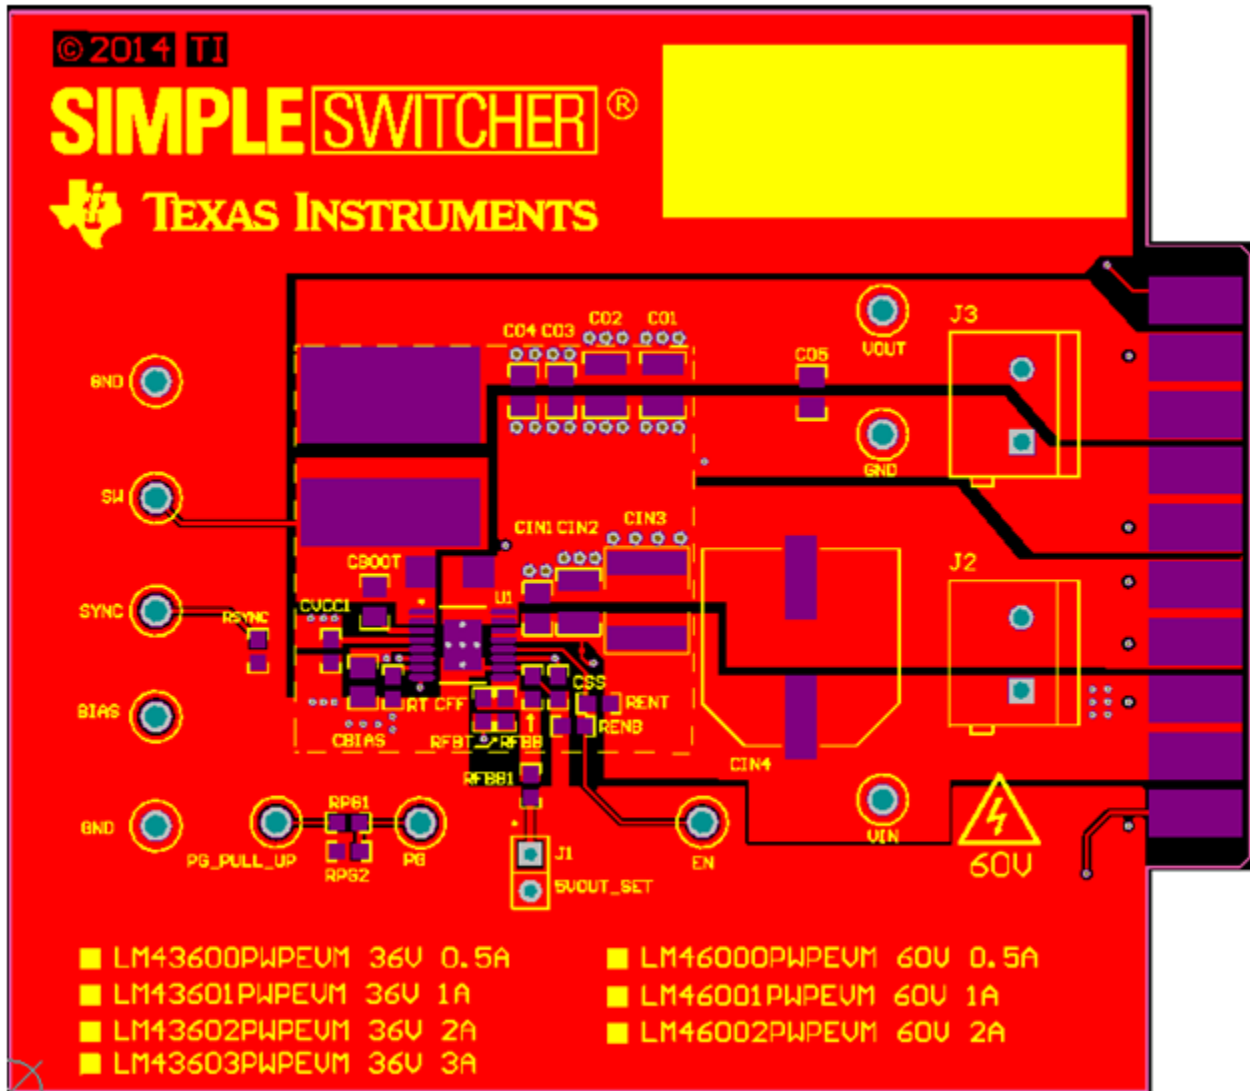 © 2014 TI
SIMPLE SWITCHER ®
TEXAS INSTRUMENTS
CO4 CO3 CO2 CO1
VOUT
J3
CO5
GND
GND
SW
CIN1 CIN2 CIN3
CBOOT
J2
SYNC
RSYNC
CVCC1
U1
CSS
RT CFF
RENT
RENB
BIAS
CBIAS
RFBT
RFBB
RFBB1
CIN4
GND
RPG1
PG_PULL_UP
PG
RPG2
J1
5VOUT_SET
EN
VIN
60V
LM43600PWPEVM 36V 0.5A
LM43601PWPEVM 36V 1A
LM43602PWPEVM 36V 2A
LM43603PWPEVM 36V 3A
LM46000PWPEVM 60V 0.5A
LM46001PWPEVM 60V 1A
LM46002PWPEVM 60V 2A